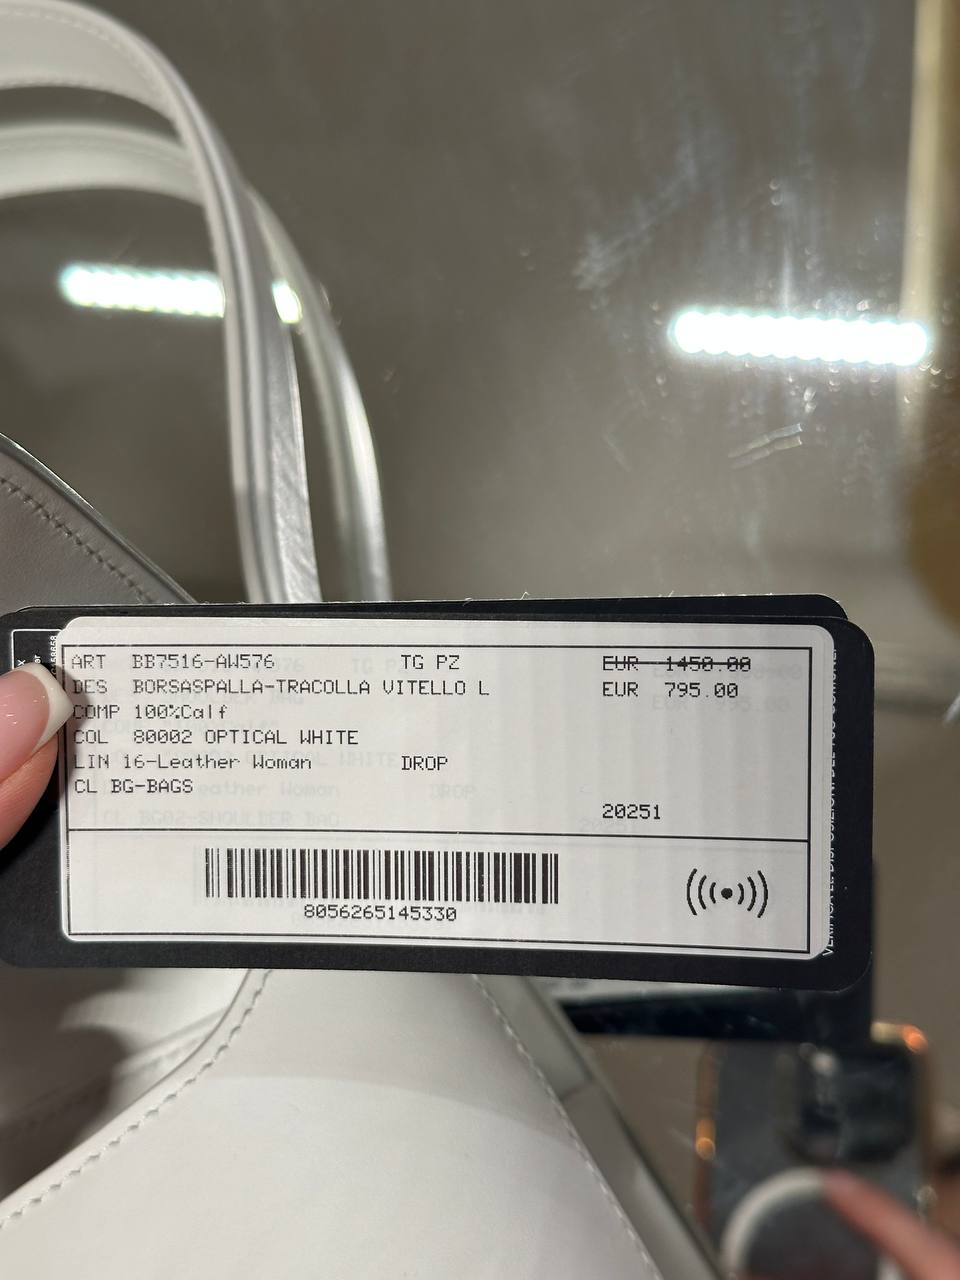 ART BB7516-AW576 TG PZ EUR 1450.00
DES BORSASPALLA-TRACOLLA VITELLO L EUR 795.00
COMP 100%Calf
COL 80002 OPTICAL WHITE
LIN 16-Leather Woman DROP
CL BG-BAGS
20251
8056265145330